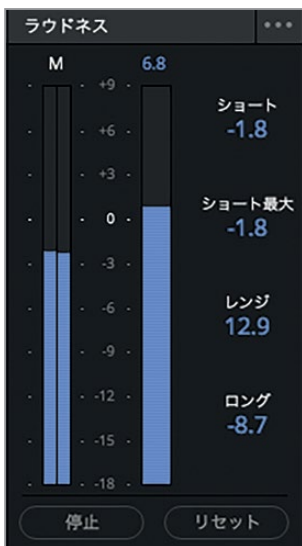 ラウドネス •••
M 6.8
+9
+6
+3
0
-3
-6
-9
-12
-15
-18
ショート
-1.8
ショート最大
-1.8
レンジ
12.9
ロング
-8.7
停止 リセット